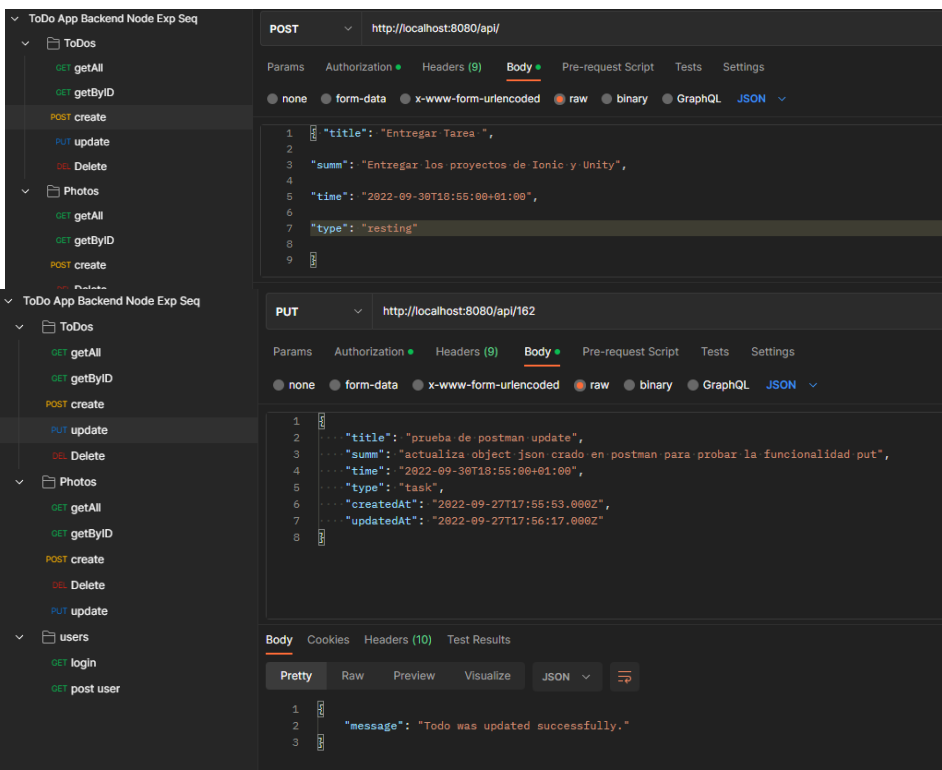 ToDo App Backend Node Exp Seq
ToDos
GET getAll
GET getByID
POST create
PUT update
DEL Delete
Photos
GET getAll
GET getByID
POST create
DEL Delete
POST http://localhost:8080/api/
Params Authorization Headers (9) Body Pre-request Script Tests Settings
none form-data x-www-form-urlencoded raw binary GraphQL JSON
1 { "title": "Entregar Tarea ",
2
3 "summ": "Entregar los proyectos de Ionic y Unity",
4
5 "time": "2022-09-30T18:55:00+01:00",
6
7 "type": "resting"
8
9 }
ToDo App Backend Node Exp Seq
ToDos
GET getAll
GET getByID
POST create
PUT update
DEL Delete
Photos
GET getAll
GET getByID
POST create
DEL Delete
PUT update
users
GET login
GET post user
PUT http://localhost:8080/api/162
Params Authorization Headers (9) Body Pre-request Script Tests Settings
none form-data x-www-form-urlencoded raw binary GraphQL JSON
1 {
2 "title": "prueba de postman update",
3 "summ": "actualiza object json crado en postman para probar la funcionalidad put",
4 "time": "2022-09-30T18:55:00+01:00",
5 "type": "task",
6 "createdAt": "2022-09-27T17:55:53.000Z",
7 "updatedAt": "2022-09-27T17:56:17.000Z"
8 }
Body Cookies Headers (10) Test Results
Pretty Raw Preview Visualize JSON
1 {
2 "message": "Todo was updated successfully."
3 }